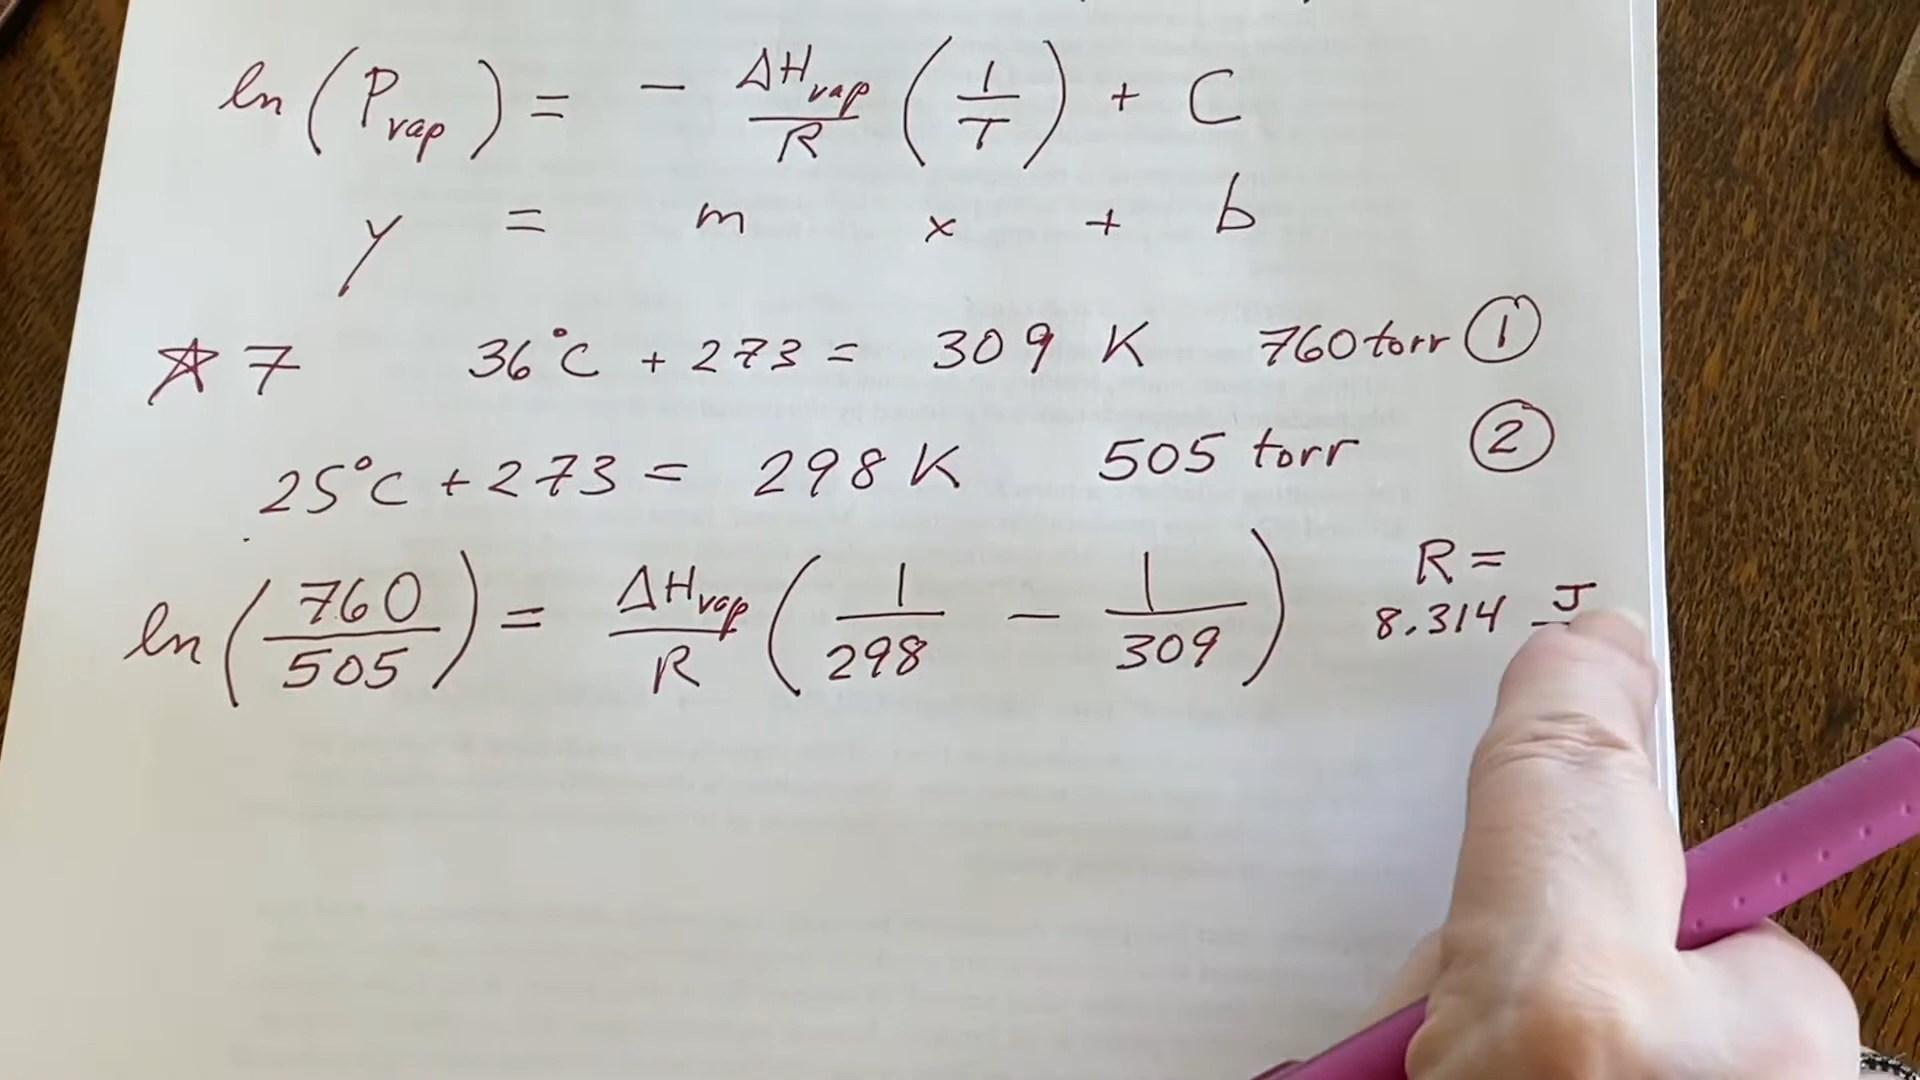 ln(P_vap) = - ΔH_vap/R (1/T) + C
y = m x + b
☆ 7 36°C + 273 = 309 K 760 torr ①
25°C + 273 = 298 K 505 torr ②
ln(760/505) = ΔH_vap/R (1/298 - 1/309) R =
8.314 J